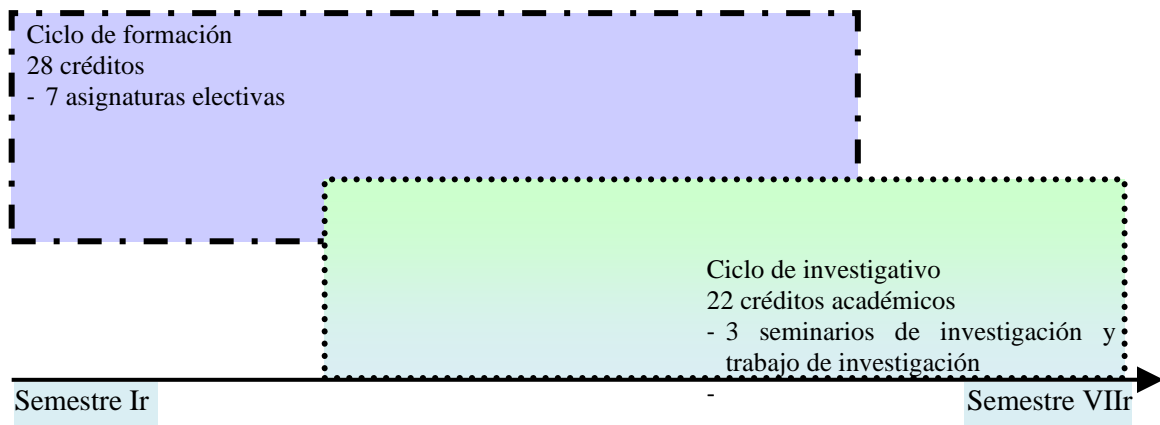 Ciclo de formación
28 créditos
- 7 asignaturas electivas
Ciclo de investigativo
22 créditos académicos
- 3 seminarios de investigación y
trabajo de investigación
-
Semestre Ir
Semestre VIIr